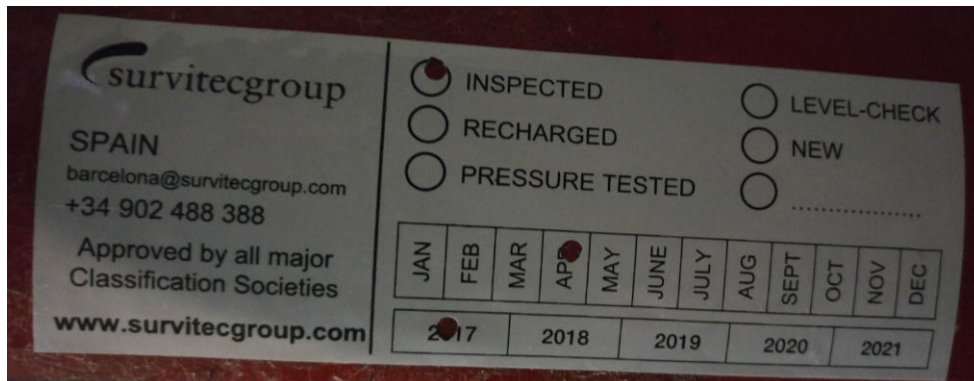 survitecgroup
SPAIN
barcelona@survitecgroup.com
+34 902 488 388
Approved by all major
Classification Societies
www.survitecgroup.com
INSPECTED
RECHARGED
PRESSURE TESTED
LEVEL-CHECK
NEW
....................
JAN FEB MAR APR MAY JUNE JULY AUG SEPT OCT NOV DEC
2017 2018 2019 2020 2021